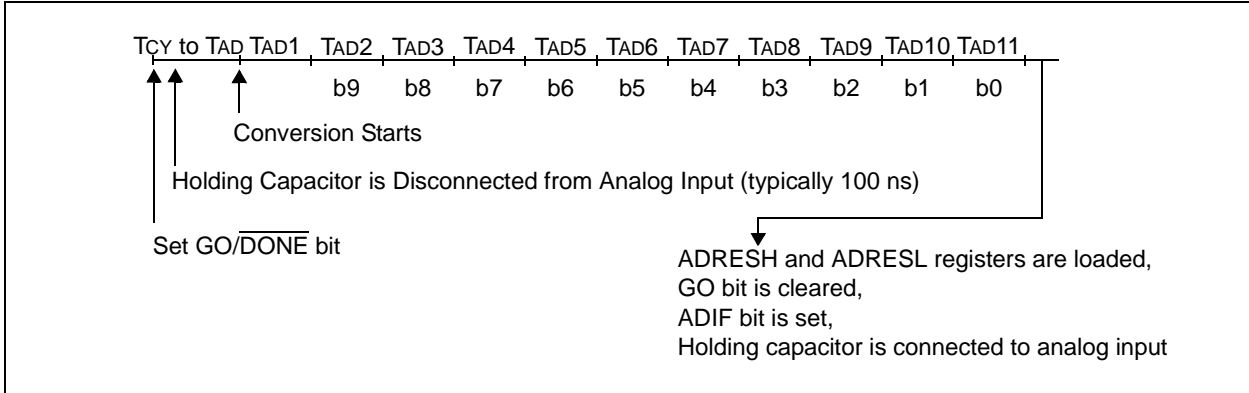 TCY to TAD TAD1 TAD2 TAD3 TAD4 TAD5 TAD6 TAD7 TAD8 TAD9 TAD10 TAD11
b9 b8 b7 b6 b5 b4 b3 b2 b1 b0
Conversion Starts
Holding Capacitor is Disconnected from Analog Input (typically 100 ns)
Set GO/DONE bit
ADRESH and ADRESL registers are loaded,
GO bit is cleared,
ADIF bit is set,
Holding capacitor is connected to analog input